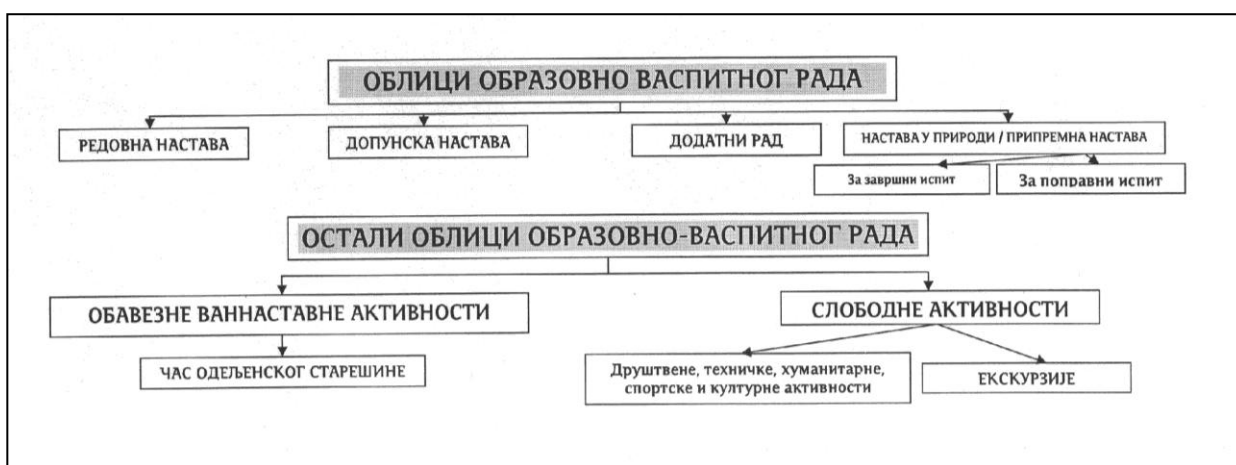 ОБЛИЦИ ОБРАЗОВНО ВАСПИТНОГ РАДА
РЕДОВНА НАСТАВА
ДОПУНСКА НАСТАВА
ДОДАТНИ РАД
НАСТАВА У ПРИРОДИ / ПРИПРЕМНА НАСТАВА
За завршни испит
За поправни испит
ОСТАЛИ ОБЛИЦИ ОБРАЗОВНО-ВАСПИТНОГ РАДА
ОБАВЕЗНЕ ВАННАСТАВНЕ АКТИВНОСТИ
СЛОБОДНЕ АКТИВНОСТИ
ЧАС ОДЕЉЕНСКОГ СТАРЕШИНЕ
Друштвене, техничке, хуманитарне,
спортске и културне активности
ЕКСКУРЗИЈЕ